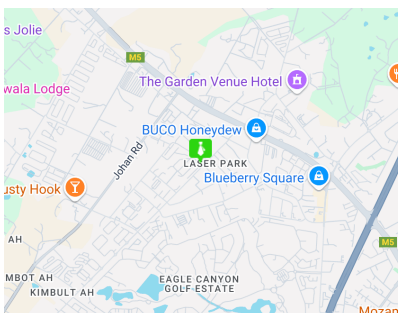 s Jolie
M5
The Garden Venue Hotel
wala Lodge
BUCO Honeydew
Johan Rd
LASER PARK
Blueberry Square
usty Hook
AH
M5
MBOT AH
KIMBULT AH
EAGLE CANYON
GOLF ESTATE
Mozam